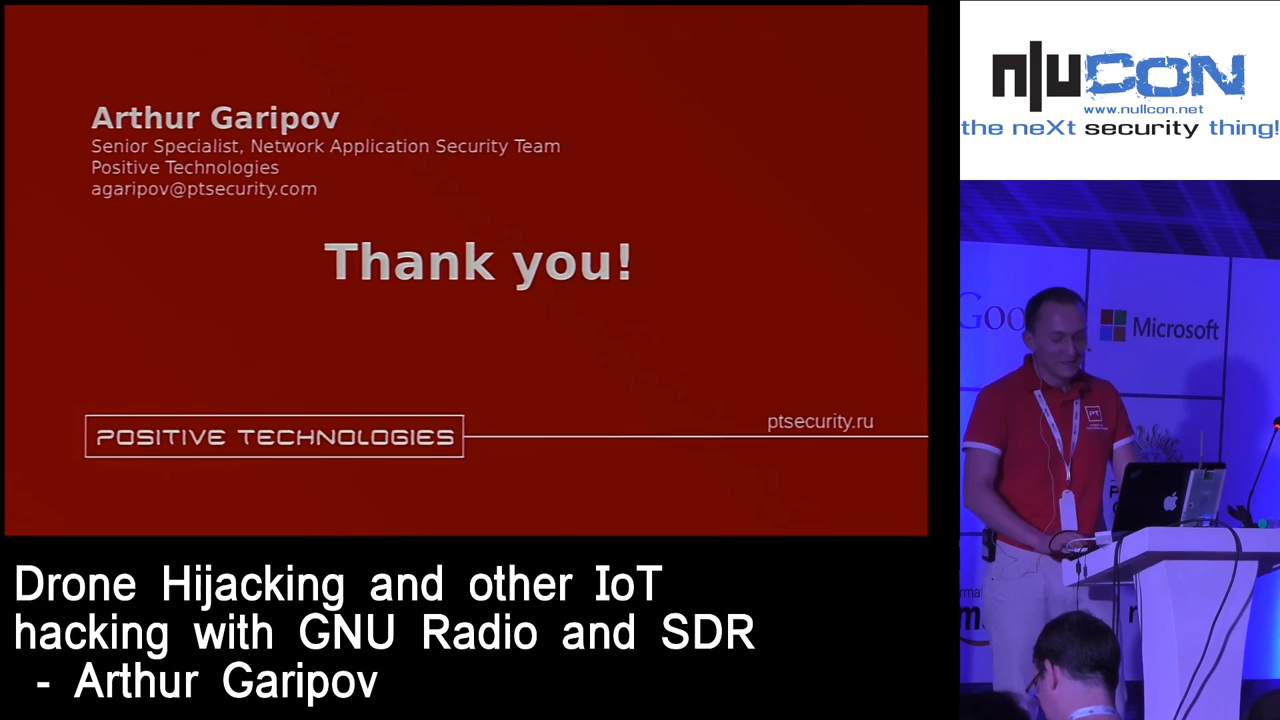 Arthur Garipov
Senior Specialist, Network Application Security Team
Positive Technologies
agaripov@ptsecurity.com
Thank you!
POSITIVE TECHNOLOGIES
ptsecurity.ru
Drone Hijacking and other IoT
hacking with GNU Radio and SDR
- Arthur Garipov
n|uCON
www.nullcon.net
the neXt security thing!
Goo
Microsoft